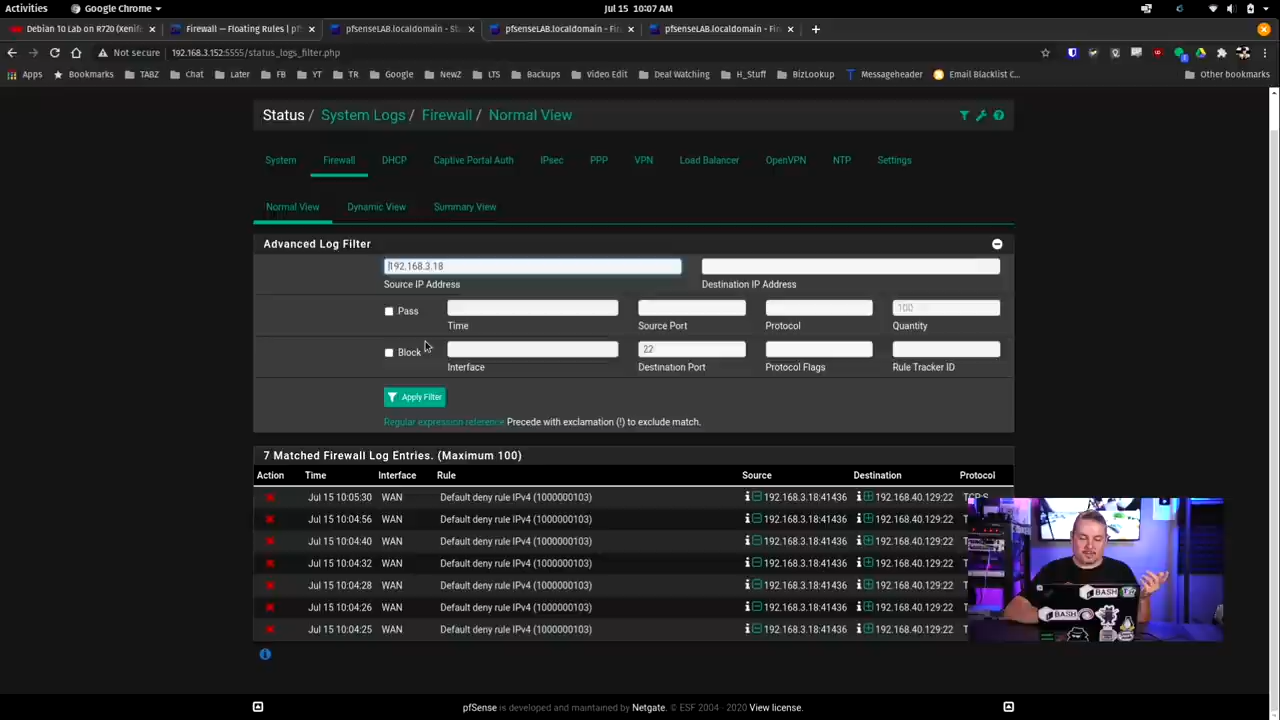 Activities
Google Chrome
Jul 15 10:07 AM
Debian 10 Lab on R720 (Xenif
Firewall — Floating Rules | pf
pfsenseLAB.localdomain - Sta
pfsenseLAB.localdomain - Fir
pfsenseLAB.localdomain - Fir
Not secure
192.168.3.152:5555/status_logs_filter.php
Apps
Bookmarks
TABZ
Chat
Later
FB
YT
TR
Google
NewZ
LTS
Backups
Video Edit
Deal Watching
H_Stuff
BizLookup
Messageheader
Email Blacklist C...
Other bookmarks
Status / System Logs / Firewall / Normal View
System
Firewall
DHCP
Captive Portal Auth
IPsec
PPP
VPN
Load Balancer
OpenVPN
NTP
Settings
Normal View
Dynamic View
Summary View
Advanced Log Filter
192.168.3.18
Source IP Address
Destination IP Address
Pass
100
Time
Source Port
Protocol
Quantity
Block
22
Interface
Destination Port
Protocol Flags
Rule Tracker ID
Apply Filter
Regular expression reference Precede with exclamation (!) to exclude match.
7 Matched Firewall Log Entries. (Maximum 100)
Action Time Interface Rule Source Destination Protocol
Jul 15 10:05:30 WAN Default deny rule IPv4 (1000000103) 192.168.3.18:41436 192.168.40.129:22
Jul 15 10:04:56 WAN Default deny rule IPv4 (1000000103) 192.168.3.18:41436 192.168.40.129:22
Jul 15 10:04:40 WAN Default deny rule IPv4 (1000000103) 192.168.3.18:41436 192.168.40.129:22
Jul 15 10:04:32 WAN Default deny rule IPv4 (1000000103) 192.168.3.18:41436 192.168.40.129:22
Jul 15 10:04:28 WAN Default deny rule IPv4 (1000000103) 192.168.3.18:41436 192.168.40.129:22
Jul 15 10:04:26 WAN Default deny rule IPv4 (1000000103) 192.168.3.18:41436 192.168.40.129:22
Jul 15 10:04:25 WAN Default deny rule IPv4 (1000000103) 192.168.3.18:41436 192.168.40.129:22
BASH
BASH
pfSense is developed and maintained by Netgate. © ESF 2004 - 2020 View license.